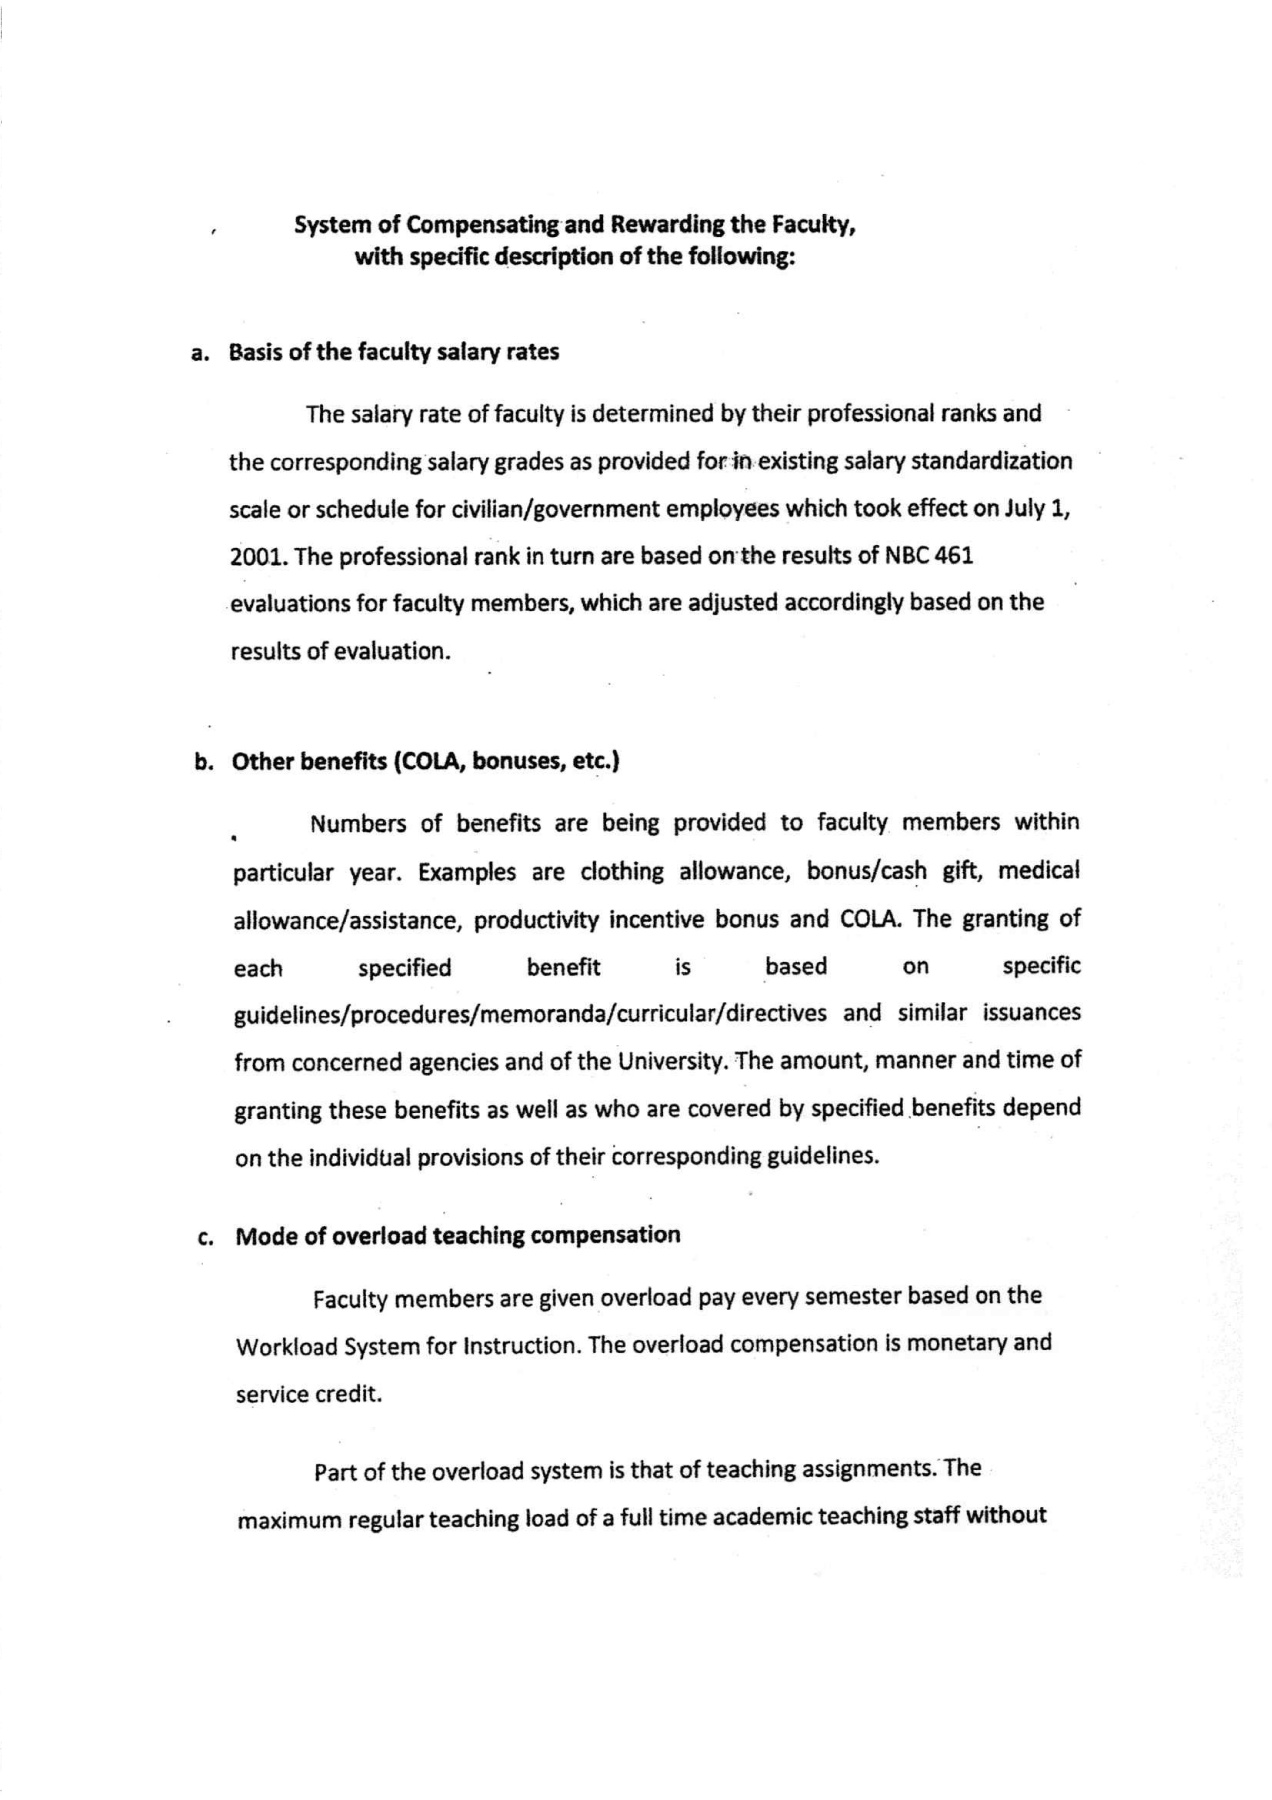 System of Compensating and Rewarding the Faculty,
with specific description of the following:
a. Basis of the faculty salary rates
The salary rate of faculty is determined by their professional ranks and
the corresponding salary grades as provided for in existing salary standardization
scale or schedule for civilian/government employees which took effect on July 1,
2001. The professional rank in turn are based on the results of NBC 461
evaluations for faculty members, which are adjusted accordingly based on the
results of evaluation.
b. Other benefits (COLA, bonuses, etc.)
Numbers of benefits are being provided to faculty members within
particular year. Examples are clothing allowance, bonus/cash gift, medical
allowance/assistance, productivity incentive bonus and COLA. The granting of
each specified benefit is based on specific
guidelines/procedures/memoranda/curricular/directives and similar issuances
from concerned agencies and of the University. The amount, manner and time of
granting these benefits as well as who are covered by specified benefits depend
on the individual provisions of their corresponding guidelines.
c. Mode of overload teaching compensation
Faculty members are given overload pay every semester based on the
Workload System for Instruction. The overload compensation is monetary and
service credit.
Part of the overload system is that of teaching assignments. The
maximum regular teaching load of a full time academic teaching staff without